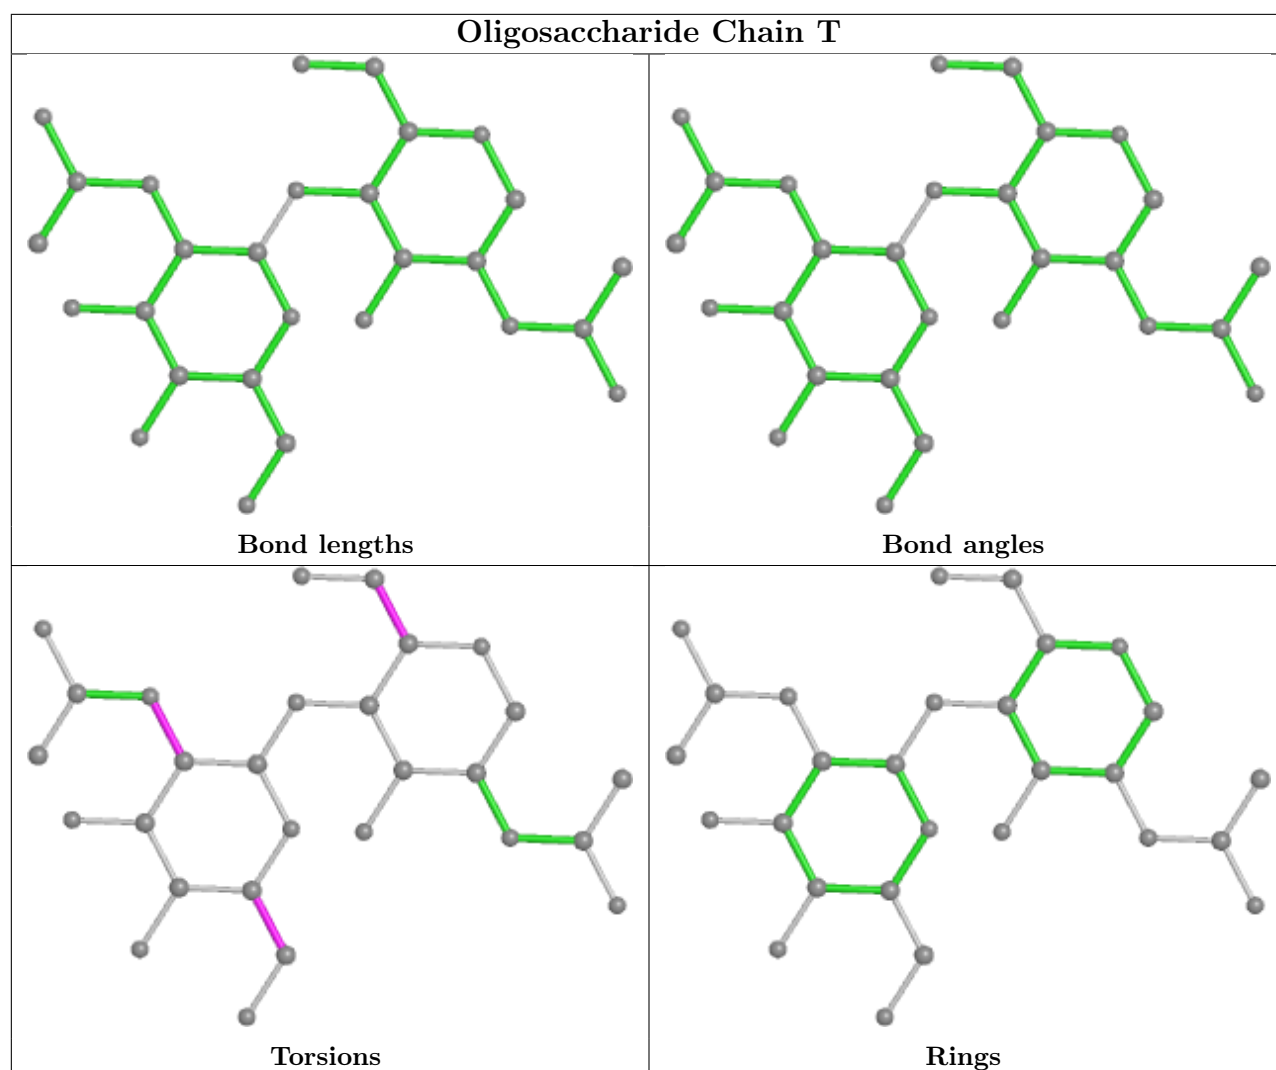 Oligosaccharide Chain T
Bond lengths
Bond angles
Torsions
Rings